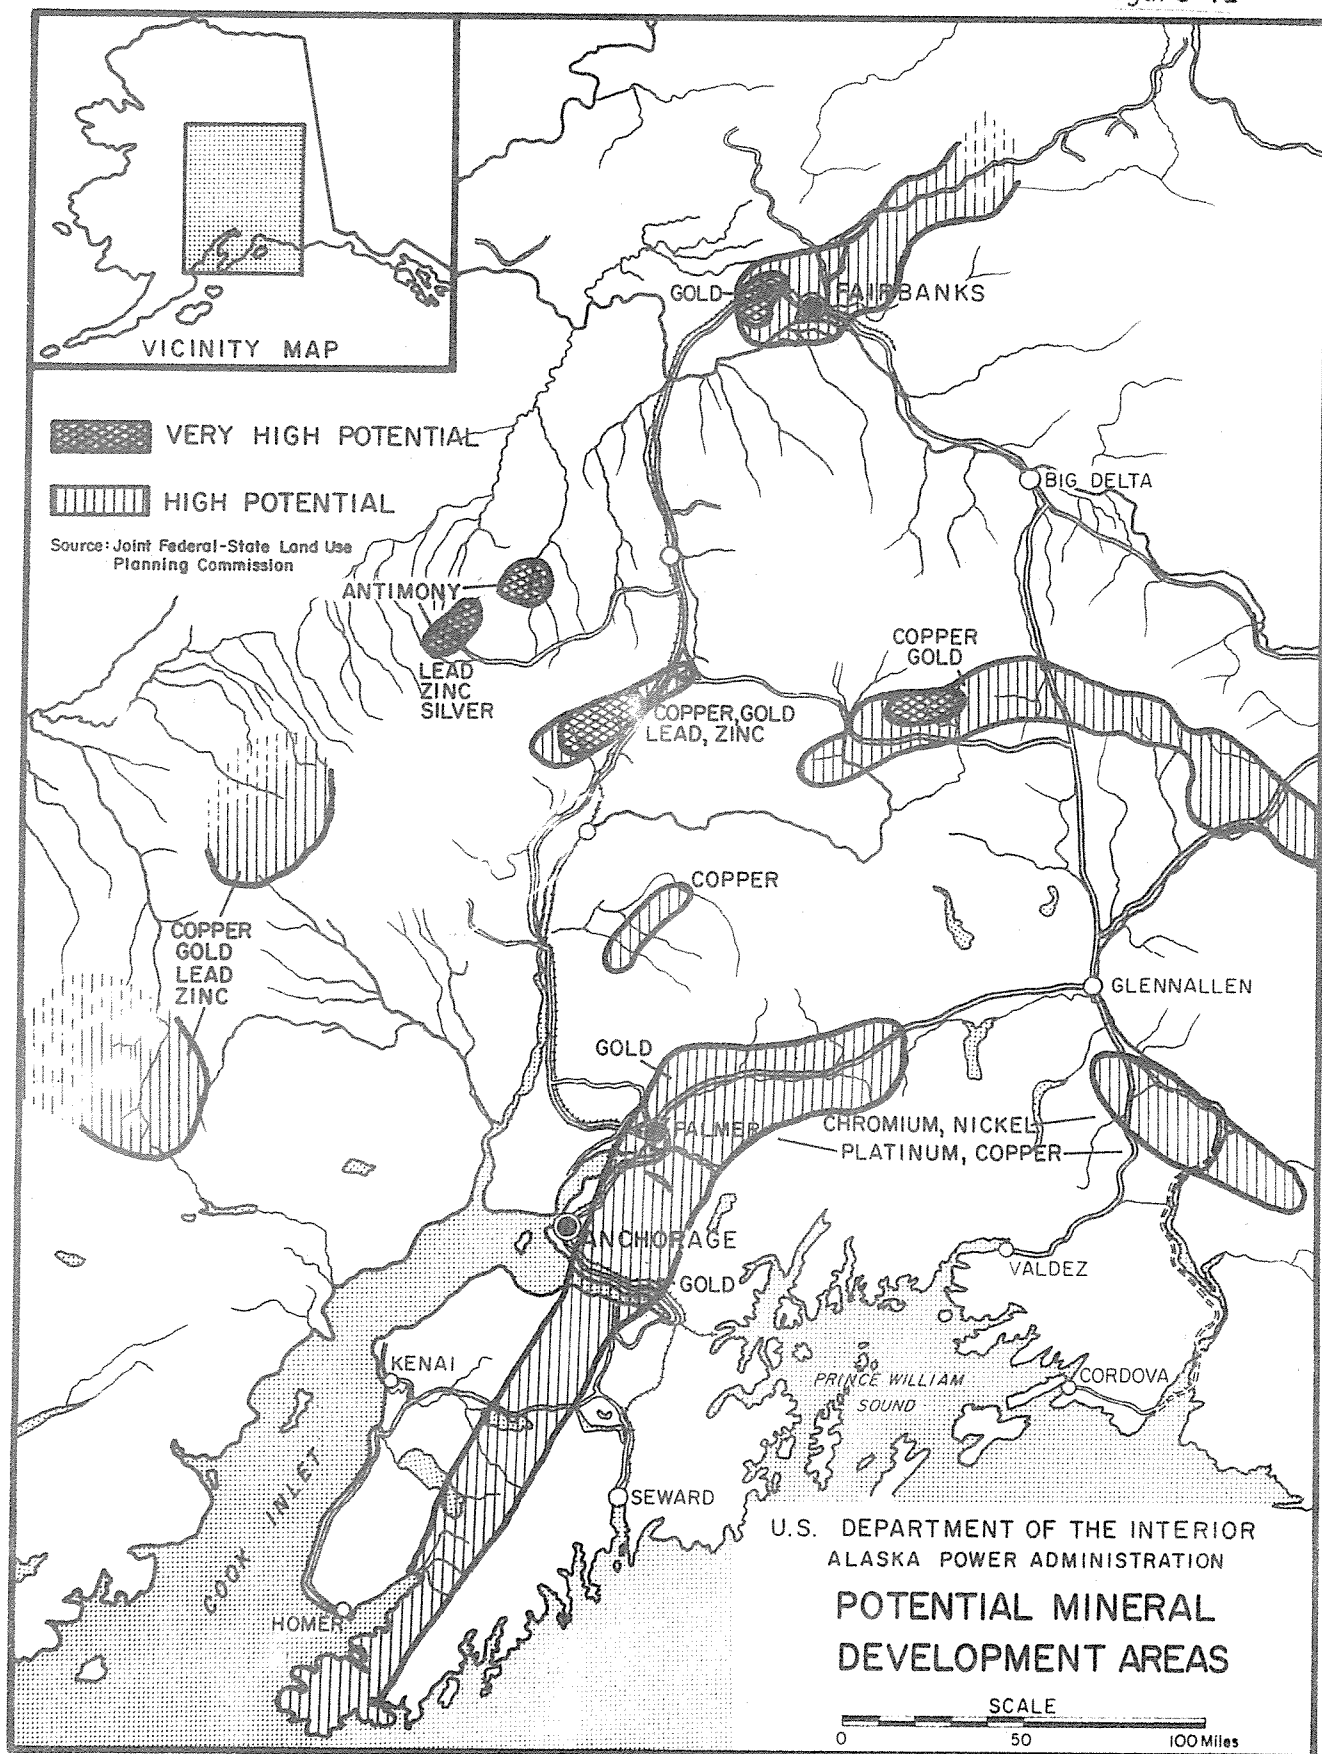 VICINITY MAP
VERY HIGH POTENTIAL
HIGH POTENTIAL
Source: Joint Federal-State Land Use
Planning Commission
GOLD
FAIRBANKS
BIG DELTA
ANTIMONY
LEAD
ZINC
SILVER
COPPER
GOLD
COPPER, GOLD
LEAD, ZINC
COPPER
COPPER
GOLD
LEAD
ZINC
GLENNALLEN
GOLD
PALMER
CHROMIUM, NICKEL
PLATINUM, COPPER
ANCHORAGE
GOLD
VALDEZ
KENAI
PRINCE WILLIAM
SOUND
CORDOVA
COOK INLET
SEWARD
HOMER
U.S. DEPARTMENT OF THE INTERIOR
ALASKA POWER ADMINISTRATION
POTENTIAL MINERAL
DEVELOPMENT AREAS
SCALE
0 50 100 Miles